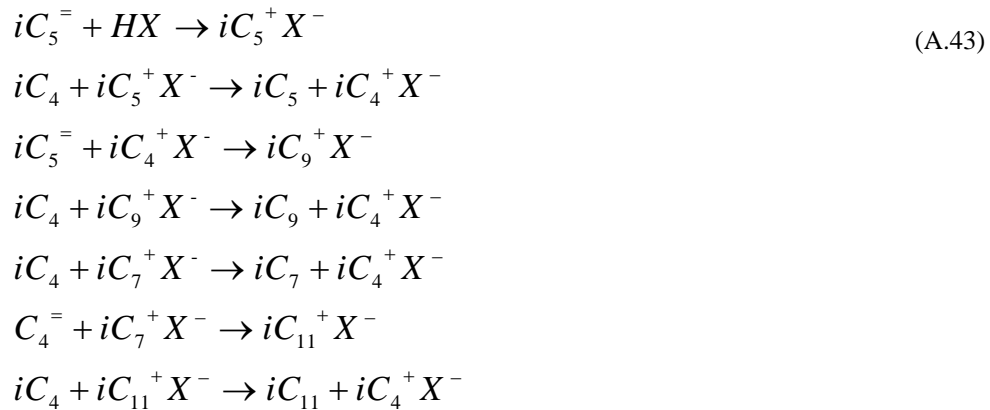 iC₅⁼ + HX → iC₅⁺X⁻ (A.43)
iC₄ + iC₅⁺X⁻ → iC₅ + iC₄⁺X⁻
iC₅⁼ + iC₄⁺X⁻ → iC₉⁺X⁻
iC₄ + iC₉⁺X⁻ → iC₉ + iC₄⁺X⁻
iC₄ + iC₇⁺X⁻ → iC₇ + iC₄⁺X⁻
C₄⁼ + iC₇⁺X⁻ → iC₁₁⁺X⁻
iC₄ + iC₁₁⁺X⁻ → iC₁₁ + iC₄⁺X⁻